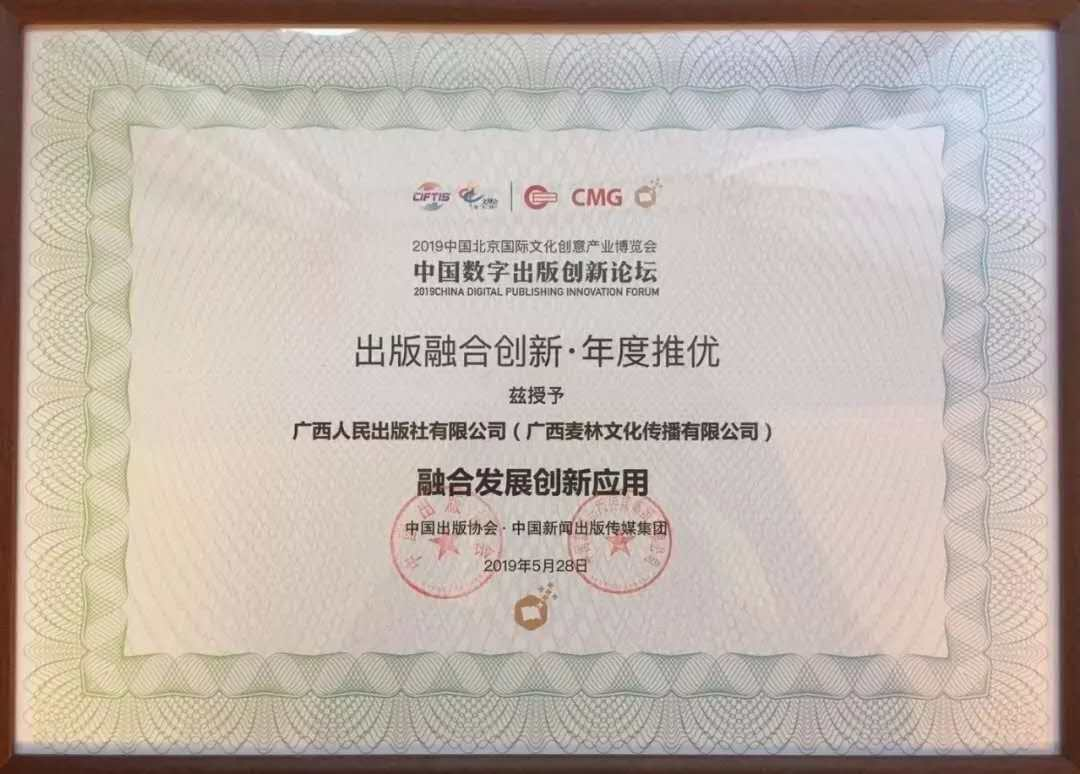 CIFTIS CMG
2019中国北京国际文化创意产业博览会
中国数字出版创新论坛
2019CHINA DIGITAL PUBLISHING INNOVATION FORUM
出版融合创新·年度推优
兹授予
广西人民出版社有限公司（广西麦林文化传播有限公司）
融合发展创新应用
中国出版协会·中国新闻出版传媒集团
2019年5月28日